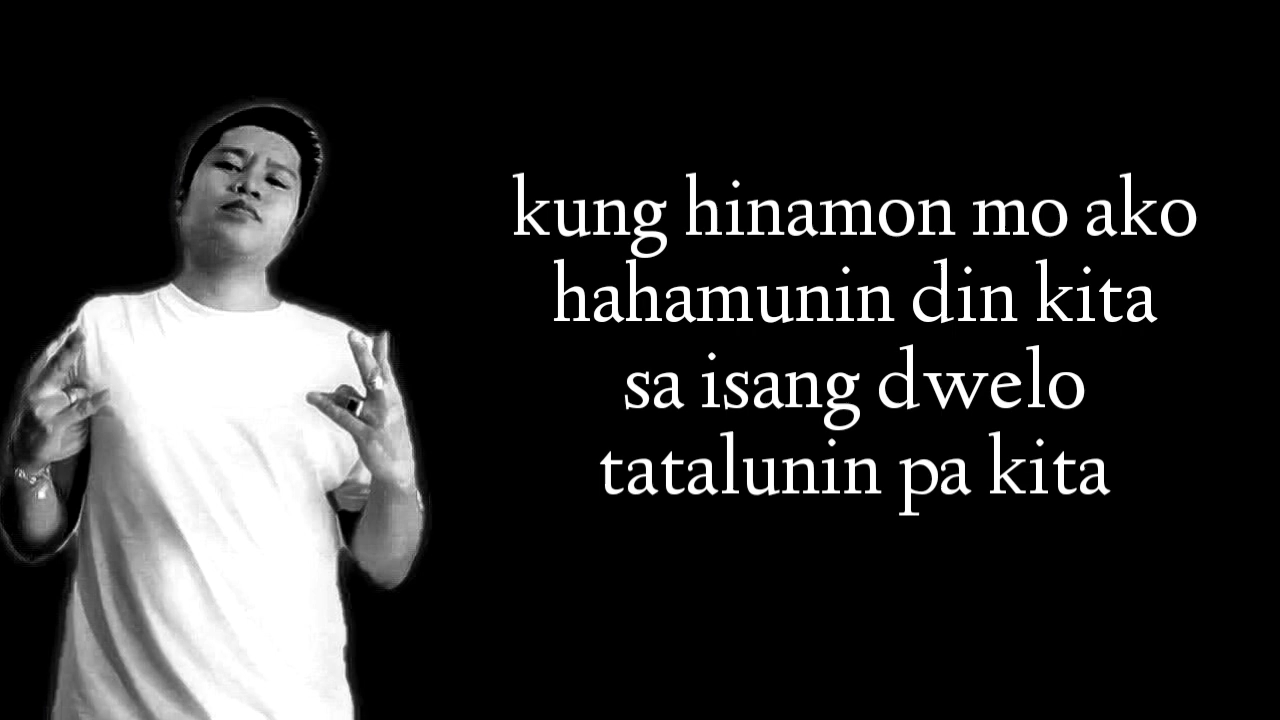 kung hinamon mo ako
hahamunin din kita
sa isang dwelo
tatalunin pa kita